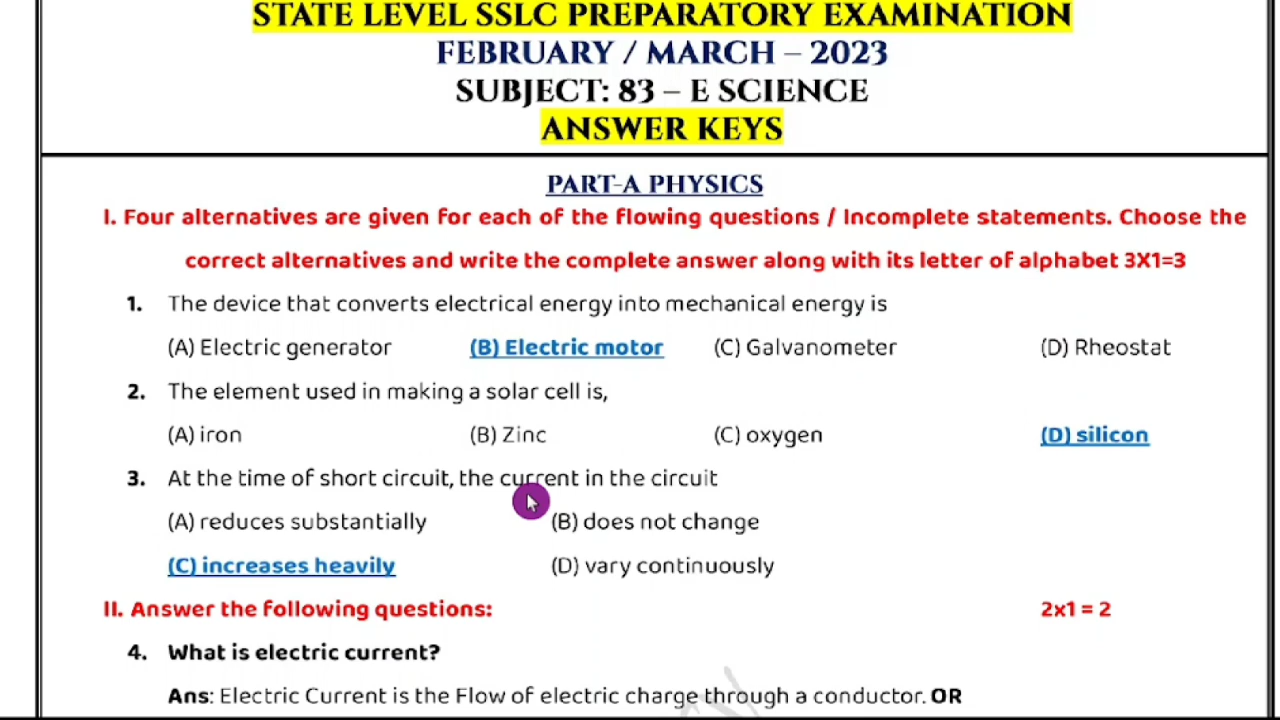 STATE LEVEL SSLC PREPARATORY EXAMINATION
FEBRUARY / MARCH – 2023
SUBJECT: 83 – E SCIENCE
ANSWER KEYS
PART-A PHYSICS
I. Four alternatives are given for each of the flowing questions / Incomplete statements. Choose the
correct alternatives and write the complete answer along with its letter of alphabet 3X1=3
1. The device that converts electrical energy into mechanical energy is
(A) Electric generator (B) Electric motor (C) Galvanometer (D) Rheostat
2. The element used in making a solar cell is,
(A) iron (B) Zinc (C) oxygen (D) silicon
3. At the time of short circuit, the current in the circuit
(A) reduces substantially (B) does not change
(C) increases heavily (D) vary continuously
II. Answer the following questions: 2x1 = 2
4. What is electric current?
Ans: Electric Current is the Flow of electric charge through a conductor. OR